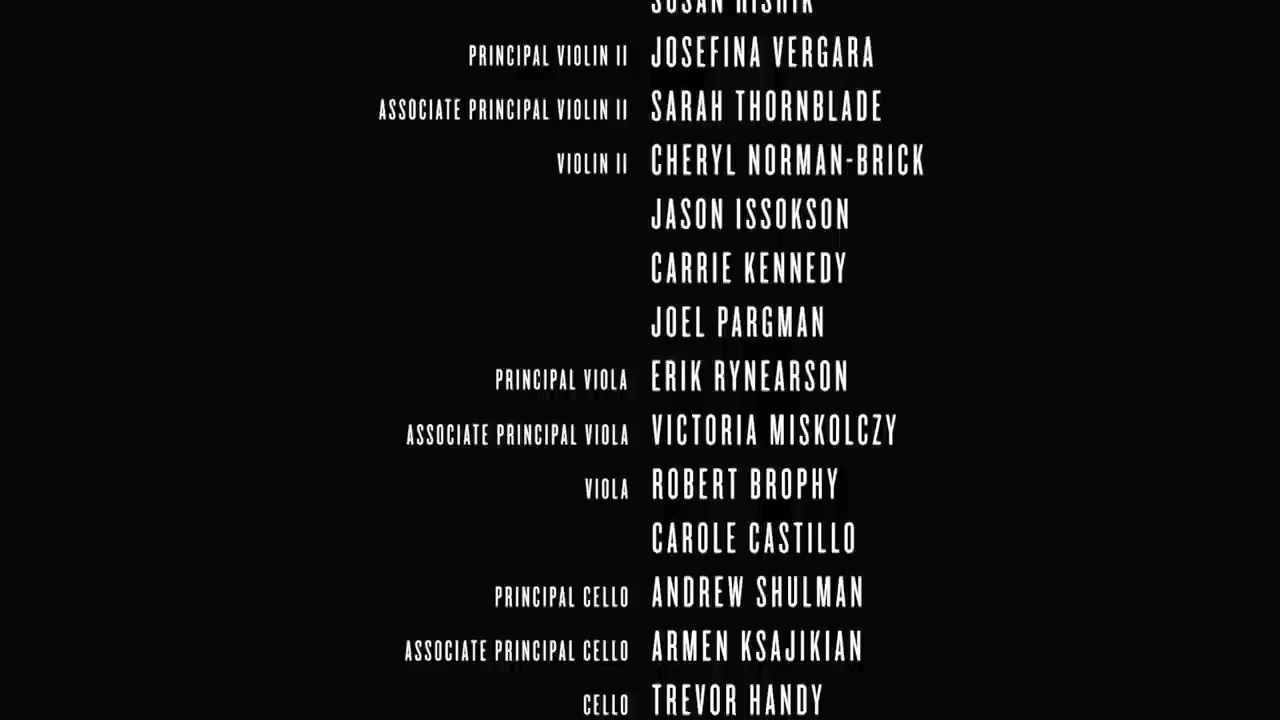 SUSAN RISHIK
PRINCIPAL VIOLIN II JOSEFINA VERGARA
ASSOCIATE PRINCIPAL VIOLIN II SARAH THORNBLADE
VIOLIN II CHERYL NORMAN-BRICK
JASON ISSOKSON
CARRIE KENNEDY
JOEL PARGMAN
PRINCIPAL VIOLA ERIK RYNEARSON
ASSOCIATE PRINCIPAL VIOLA VICTORIA MISKOLCZY
VIOLA ROBERT BROPHY
CAROLE CASTILLO
PRINCIPAL CELLO ANDREW SHULMAN
ASSOCIATE PRINCIPAL CELLO ARMEN KSAJIKIAN
CELLO TREVOR HANDY